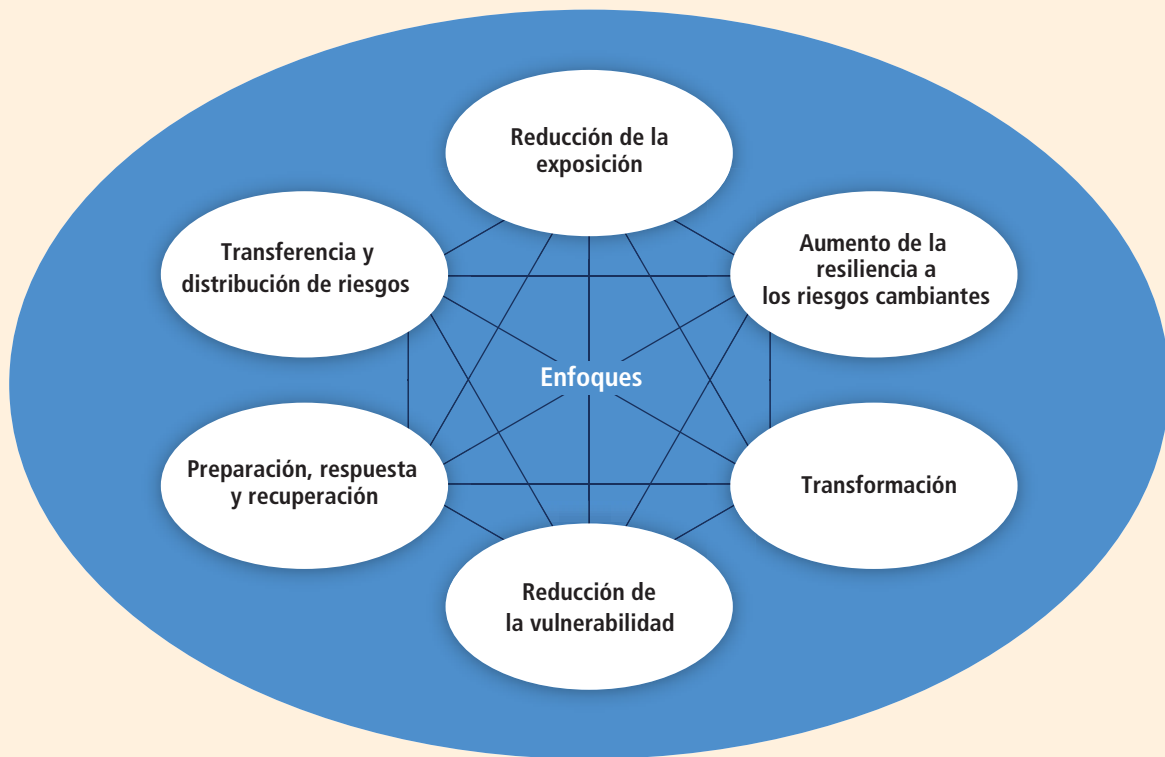 Reducción de la
exposición
Transferencia y
distribución de riesgos
Aumento de la
resiliencia a
los riesgos cambiantes
Enfoques
Preparación, respuesta
y recuperación
Transformación
Reducción de
la vulnerabilidad